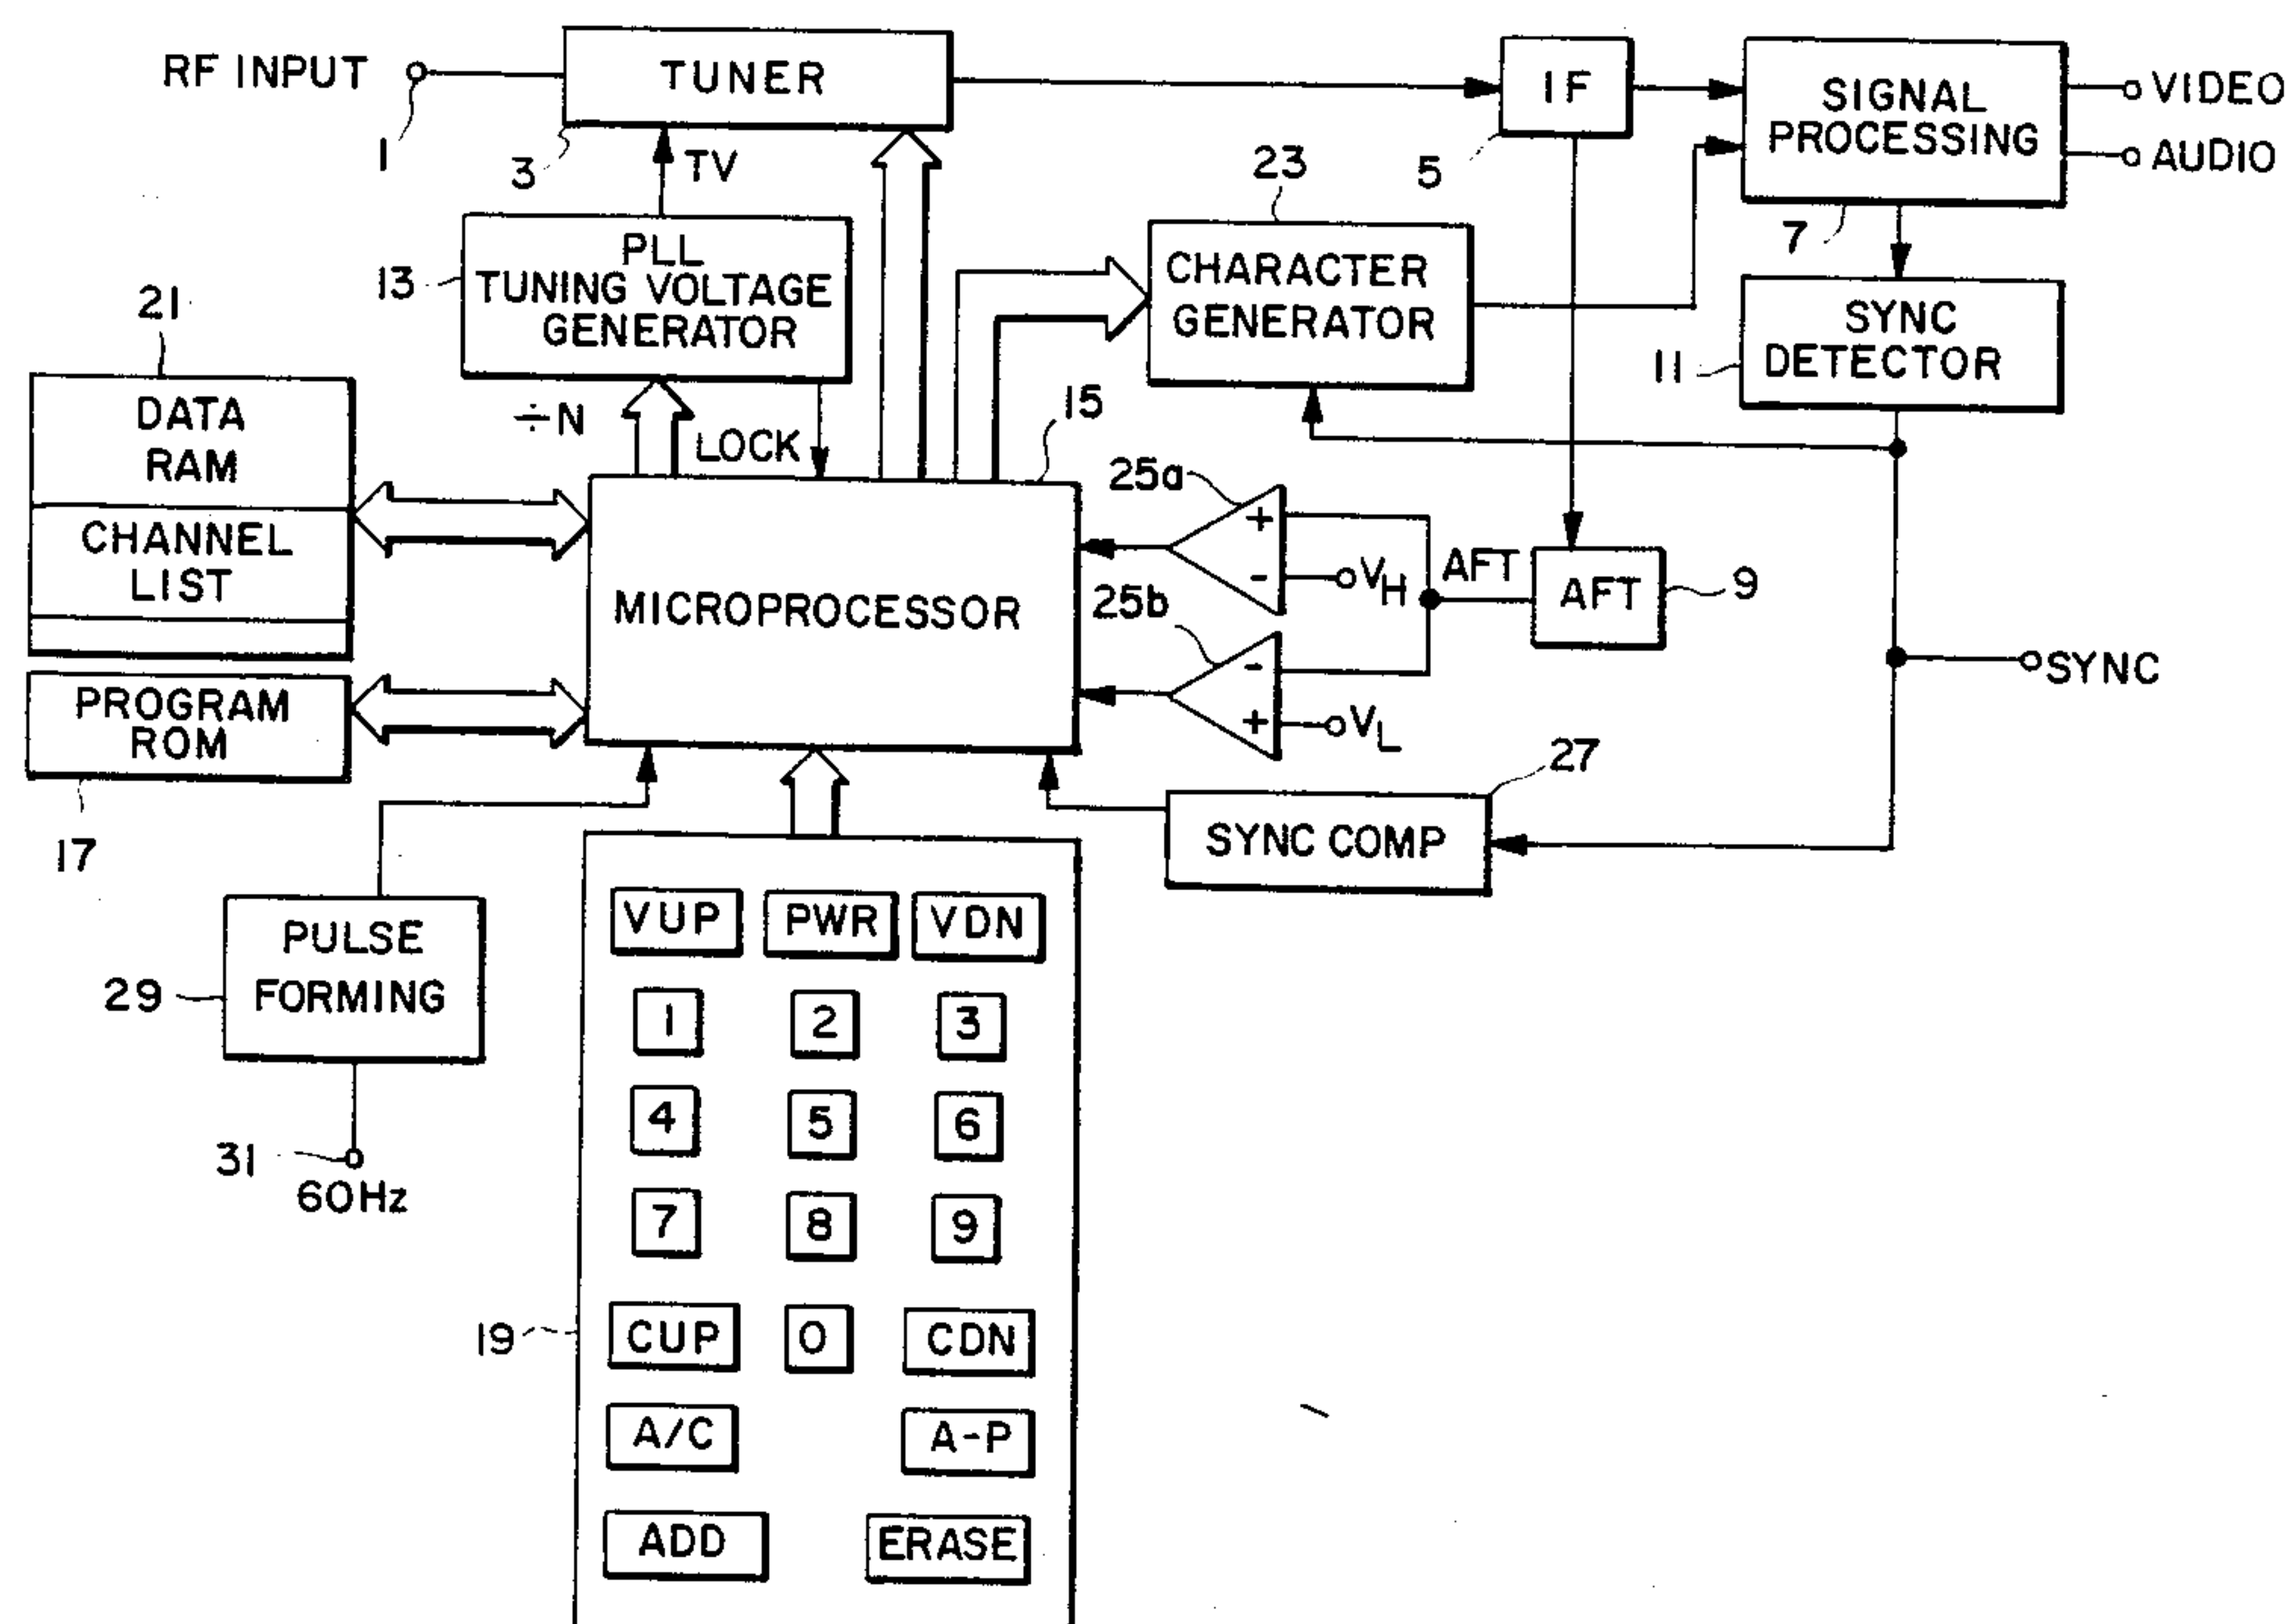 RF INPUT
1
TUNER
3
TV
IF
5
SIGNAL
PROCESSING
7
VIDEO
AUDIO
23
13
PLL
TUNING VOLTAGE
GENERATOR
CHARACTER
GENERATOR
SYNC
DETECTOR
11
21
DATA
RAM
CHANNEL
LIST
÷N
LOCK
15
25a
+
-
VH
AFT
AFT
9
25b
-
+
VL
MICROPROCESSOR
SYNC
PROGRAM
ROM
17
27
SYNC COMP
PULSE
FORMING
29
31
60Hz
19
VUP PWR VDN
1 2 3
4 5 6
7 8 9
CUP 0 CDN
A/C A-P
ADD ERASE